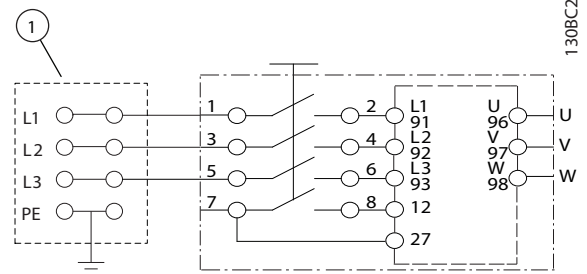 1
130BC2
L1 1 2 L1 91 U 96 U
L2 3 4 L2 92 V 97 V
L3 5 6 L3 93 W 98 W
PE 7 8 12
27